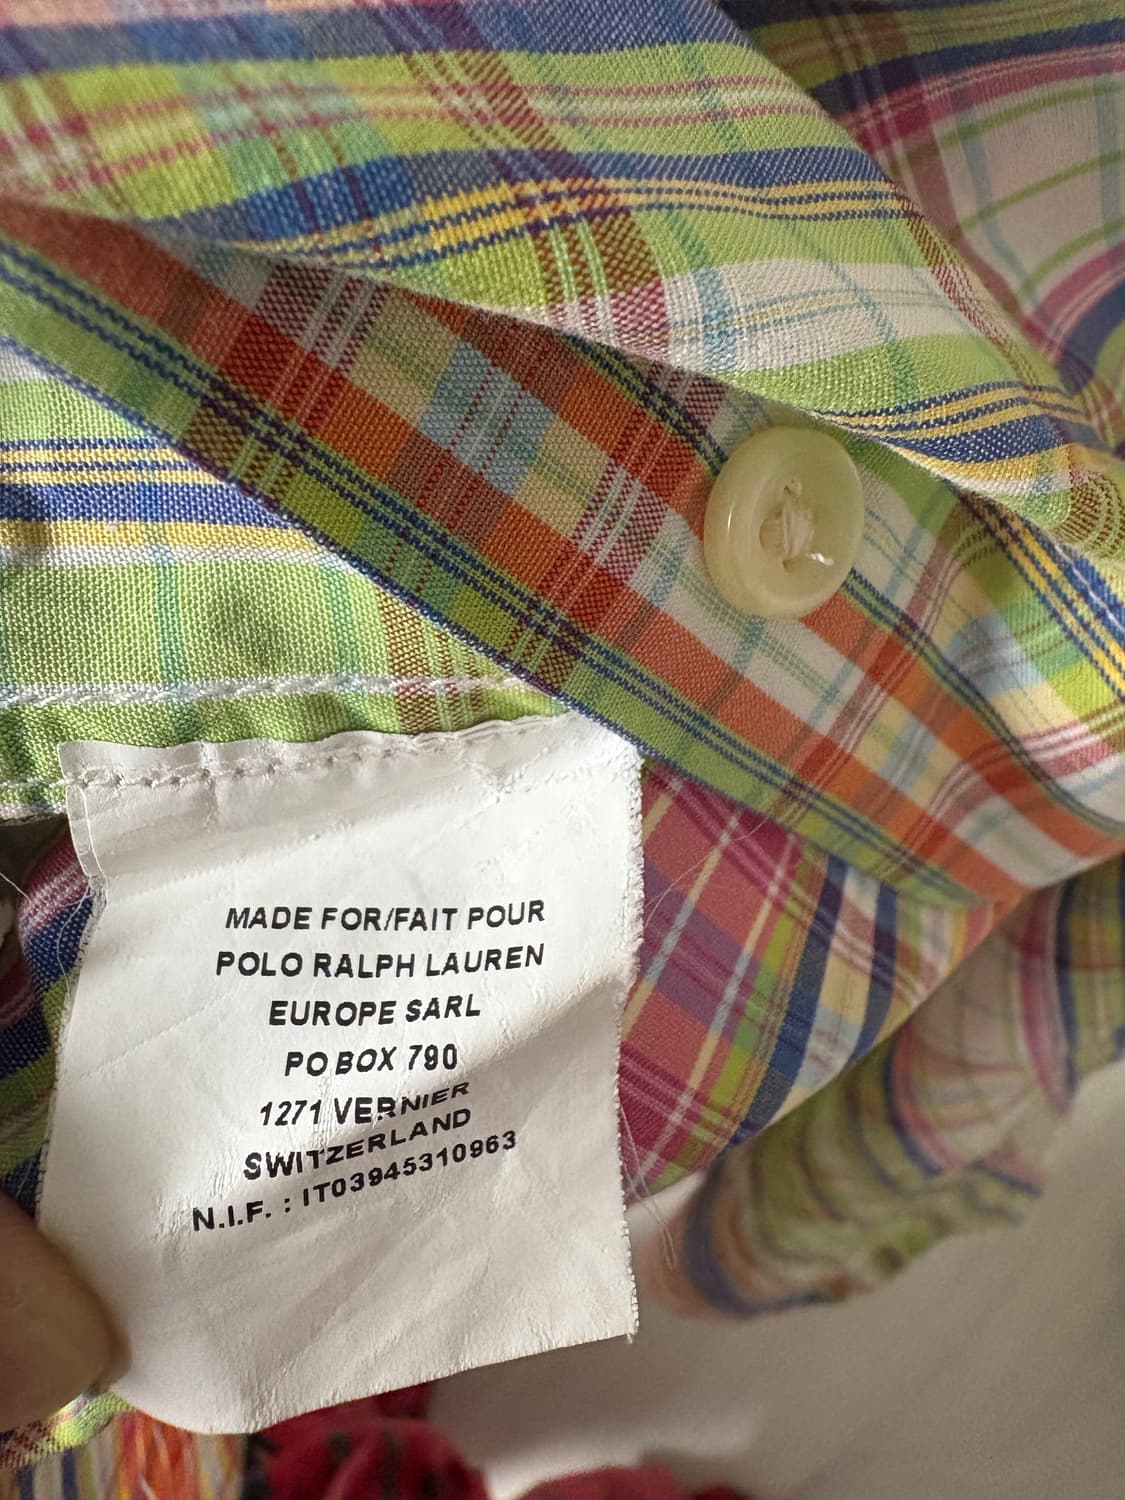 MADE FOR/FAIT POUR
POLO RALPH LAUREN
EUROPE SARL
PO BOX 790
1271 VERNIER
SWITZERLAND
N.I.F. : IT03945310963